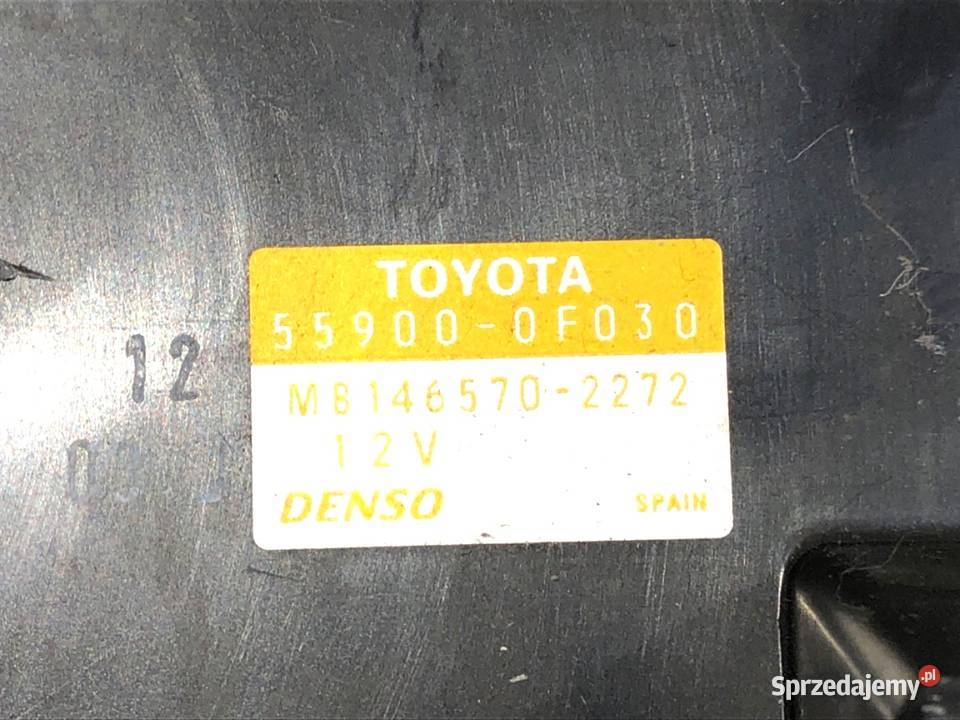 TOYOTA
55900-0F030
MB146570-2272
12V
DENSO SPAIN
12
Sprzedajemy.pl